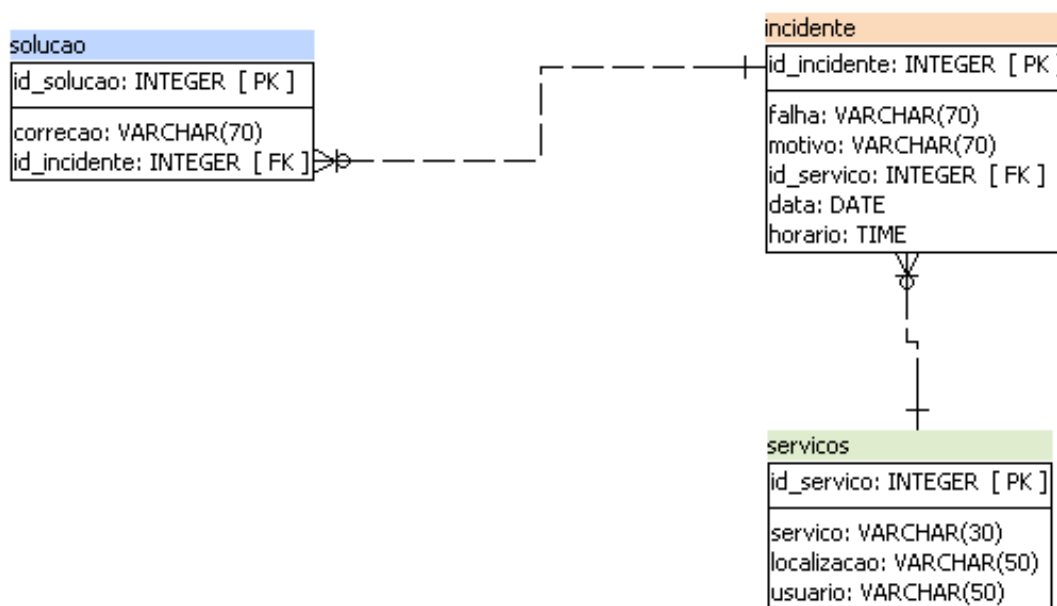 solucao
id_solucao: INTEGER [ PK ]
correcao: VARCHAR(70)
id_incidente: INTEGER [ FK ]
incidente
id_incidente: INTEGER [ PK ]
falha: VARCHAR(70)
motivo: VARCHAR(70)
id_servico: INTEGER [ FK ]
data: DATE
horario: TIME
servicos
id_servico: INTEGER [ PK ]
servico: VARCHAR(30)
localizacao: VARCHAR(50)
usuario: VARCHAR(50)